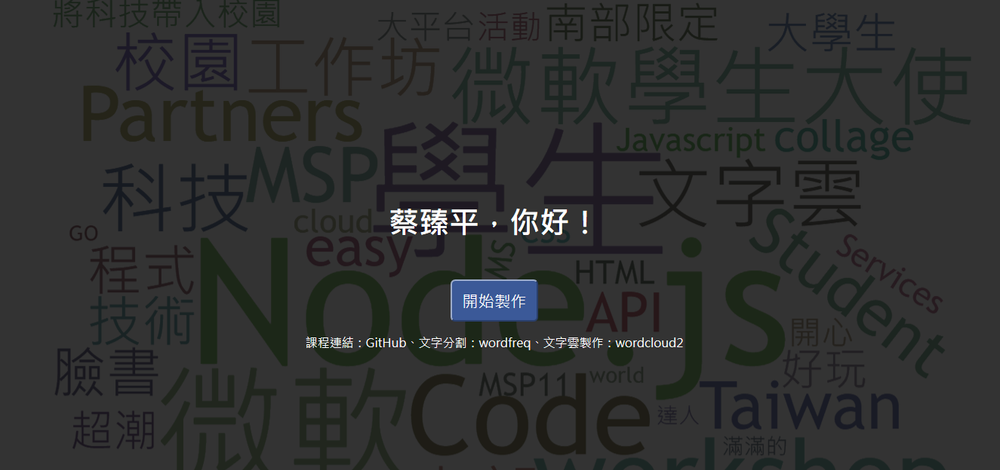 將科技帶入校園
大平台活動
南部限定
大學生
校園
工作坊
微軟學生大使
Partners
學生
Javascript
collage
MSP
科技
文字雲
cloud
GO
蔡臻平，你好！
easy
MS
css
Student
Services
程式
Node.js
HTML
開始製作
API
技術
開心
課程連結：GitHub、文字分割：wordfreq、文字雲製作：wordcloud2
臉書
好玩
微軟
Code
MSP11
world
Taiwan
達人
超潮
滿滿的
workshop